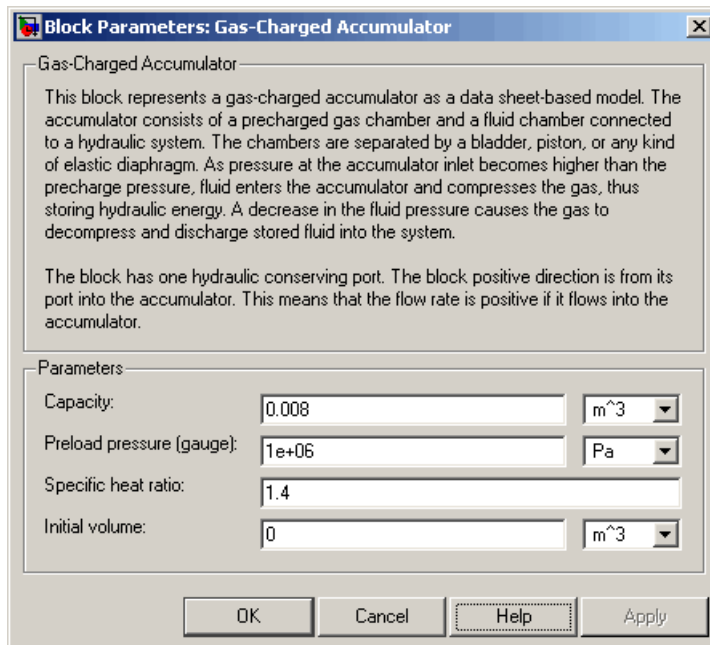 Block Parameters: Gas-Charged Accumulator
Gas-Charged Accumulator
This block represents a gas-charged accumulator as a data sheet-based model. The
accumulator consists of a precharged gas chamber and a fluid chamber connected
to a hydraulic system. The chambers are separated by a bladder, piston, or any kind
of elastic diaphragm. As pressure at the accumulator inlet becomes higher than the
precharge pressure, fluid enters the accumulator and compresses the gas, thus
storing hydraulic energy. A decrease in the fluid pressure causes the gas to
decompress and discharge stored fluid into the system.
The block has one hydraulic conserving port. The block positive direction is from its
port into the accumulator. This means that the flow rate is positive if it flows into the
accumulator.
Parameters
Capacity: 0.008 m^3
Preload pressure (gauge): 1e+06 Pa
Specific heat ratio: 1.4
Initial volume: 0 m^3
OK Cancel Help Apply